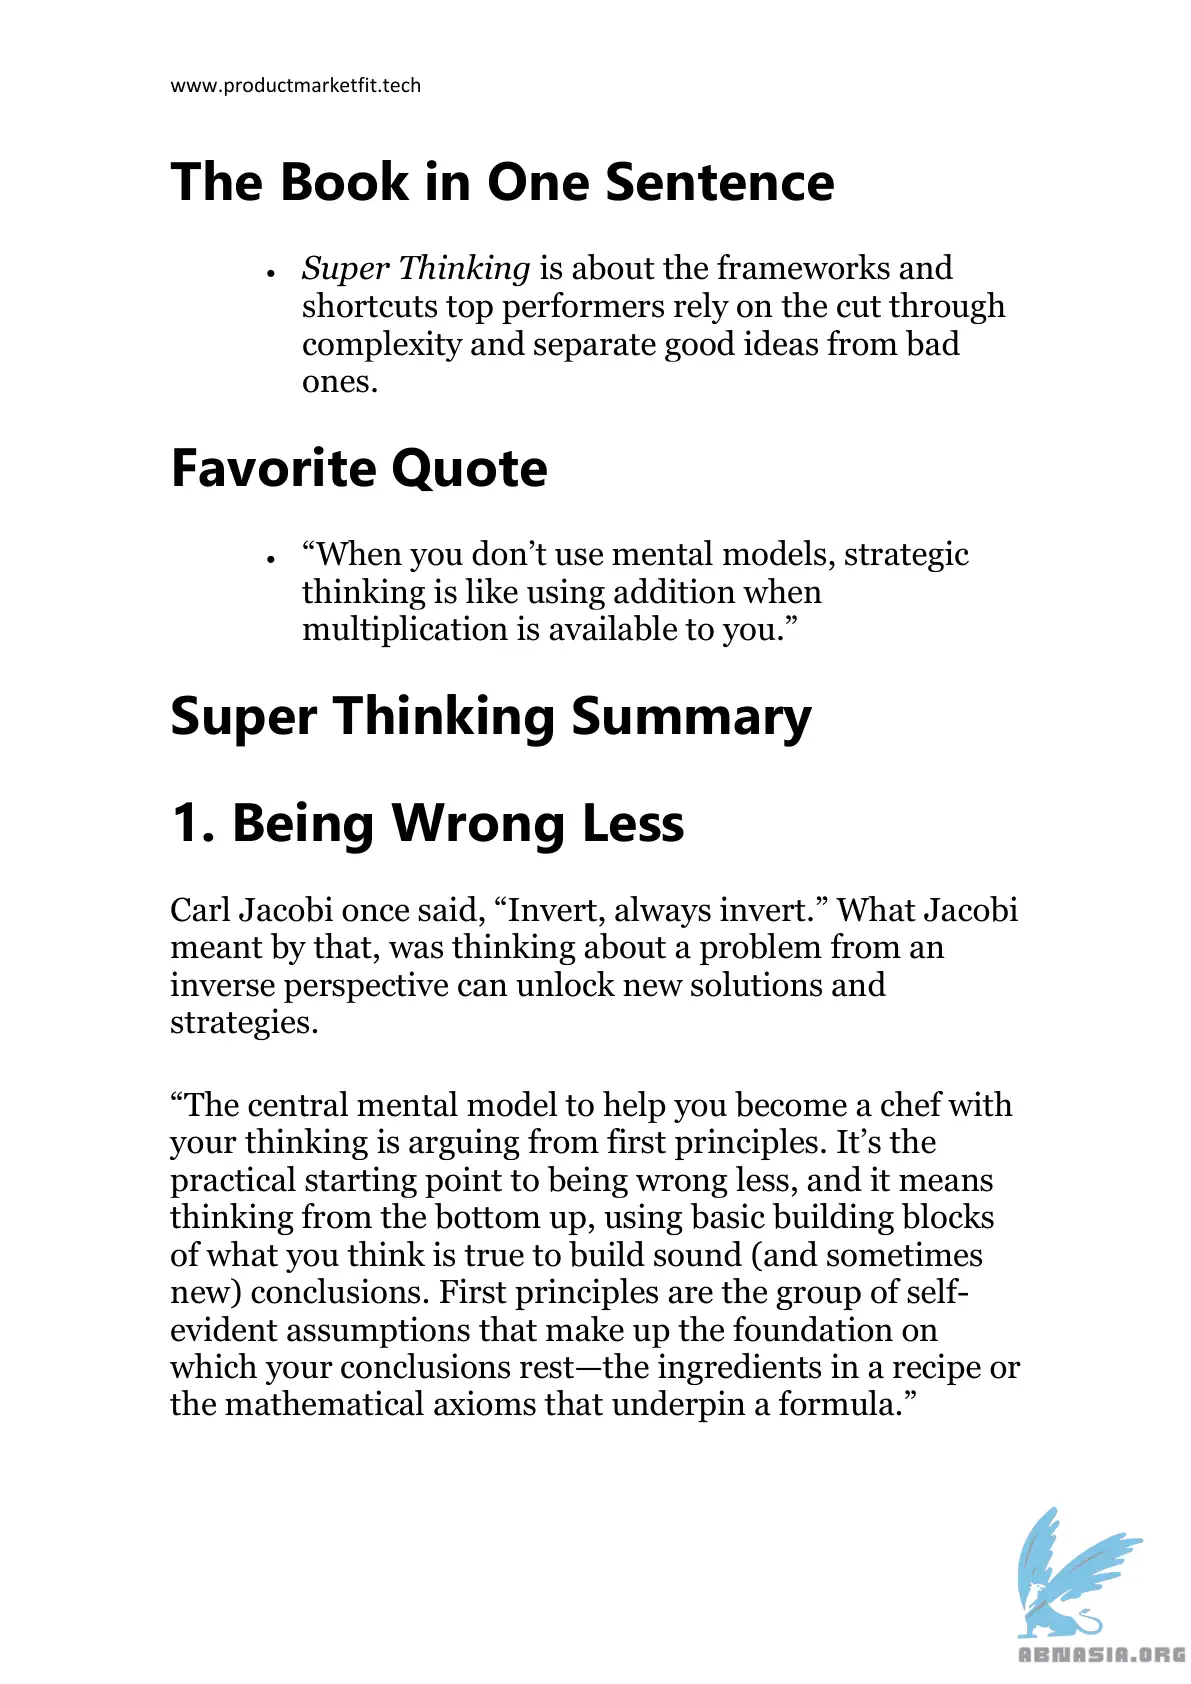 www.productmarketfit.tech
The Book in One Sentence
• Super Thinking is about the frameworks and
shortcuts top performers rely on the cut through
complexity and separate good ideas from bad
ones.
Favorite Quote
• “When you don’t use mental models, strategic
thinking is like using addition when
multiplication is available to you.”
Super Thinking Summary
1. Being Wrong Less
Carl Jacobi once said, “Invert, always invert.” What Jacobi
meant by that, was thinking about a problem from an
inverse perspective can unlock new solutions and
strategies.
“The central mental model to help you become a chef with
your thinking is arguing from first principles. It’s the
practical starting point to being wrong less, and it means
thinking from the bottom up, using basic building blocks
of what you think is true to build sound (and sometimes
new) conclusions. First principles are the group of self-
evident assumptions that make up the foundation on
which your conclusions rest—the ingredients in a recipe or
the mathematical axioms that underpin a formula.”
ABNASIA.ORG